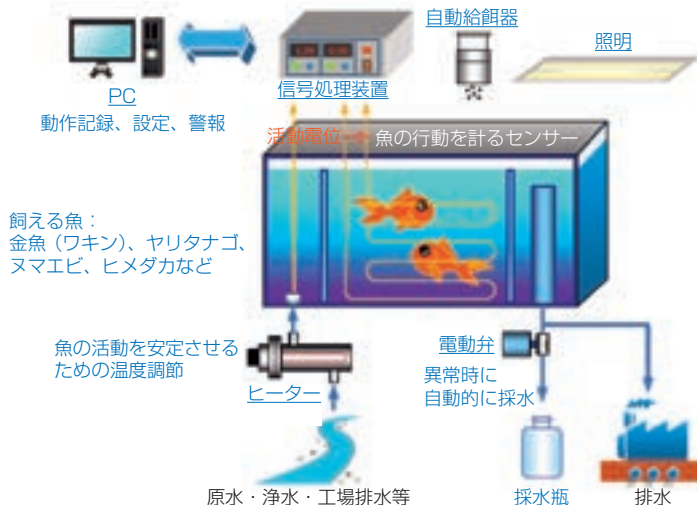 自動給餌器
照明
PC
信号処理装置
動作記録、設定、警報
活動電位
魚の行動を計るセンサー
飼える魚：
金魚（ワキン）、ヤリタナゴ、
ヌマエビ、ヒメダカなど
魚の活動を安定させる
ための温度調節
ヒーター
電動弁
異常時に
自動的に採水
原水・浄水・工場排水等
採水瓶
排水